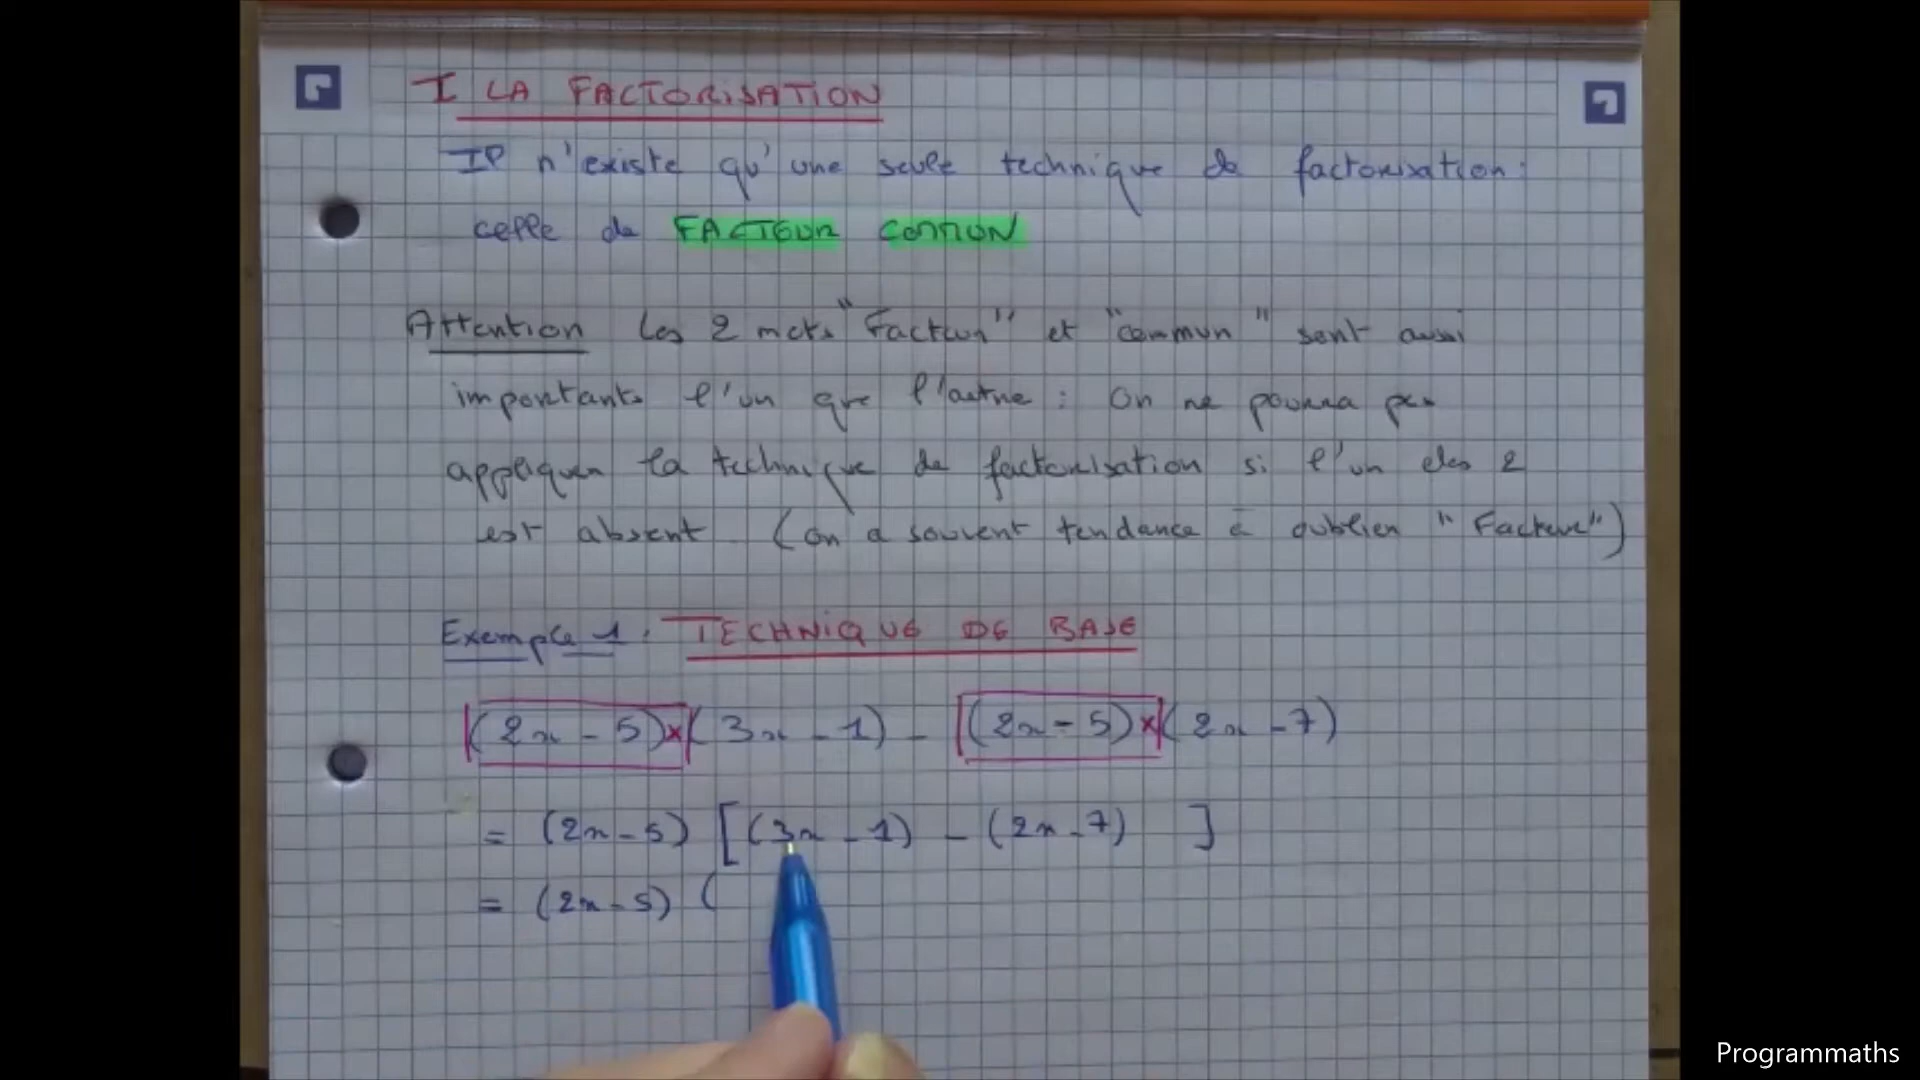 I LA FACTORISATION
Il n'existe qu'une seule technique de factorisation :
celle de FACTEUR COMMUN
Attention les 2 mots "Facteur" et "commun" sont aussi
importants l'un que l'autre : On ne pourra pas
appliquer la technique de factorisation si l'un des 2
est absent (on a souvent tendance à oublier "Facteur")
Exemple 1 : TECHNIQUE DE BASE
(2x - 5)×(3x - 1) - (2x - 5)×(2x - 7)
= (2x - 5) [(3x - 1) - (2x - 7) ]
= (2x - 5) (
Programmaths